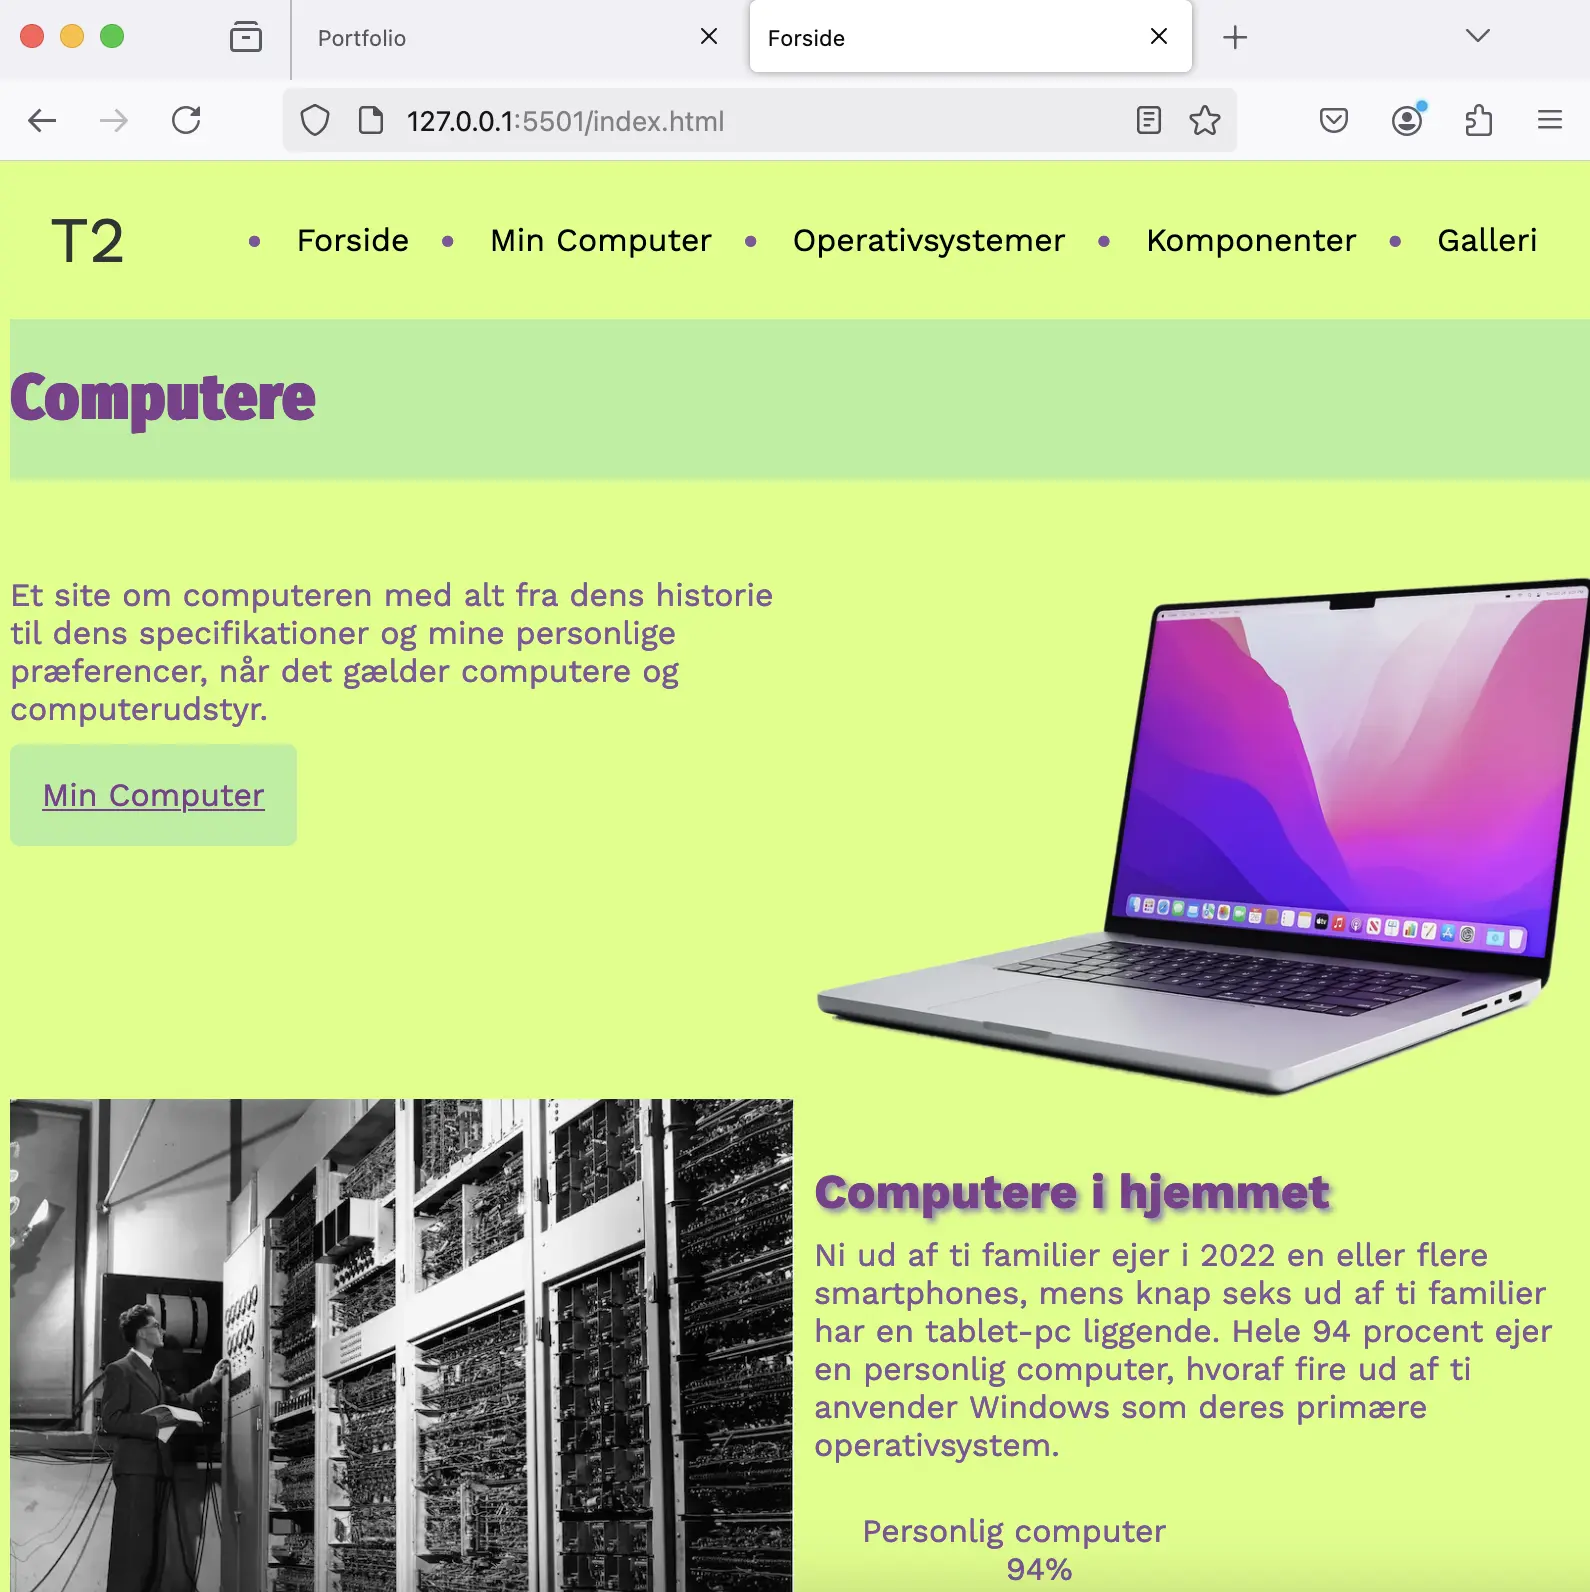 Portfolio
Forside
127.0.0.1:5501/index.html
T2
Forside
Min Computer
Operativsystemer
Komponenter
Galleri
Computere
Et site om computeren med alt fra dens historie
til dens specifikationer og mine personlige
præferencer, når det gælder computere og
computerudstyr.
Min Computer
Computere i hjemmet
Ni ud af ti familier ejer i 2022 en eller flere
smartphones, mens knap seks ud af ti familier
har en tablet-pc liggende. Hele 94 procent ejer
en personlig computer, hvoraf fire ud af ti
anvender Windows som deres primære
operativsystem.
Personlig computer
94%